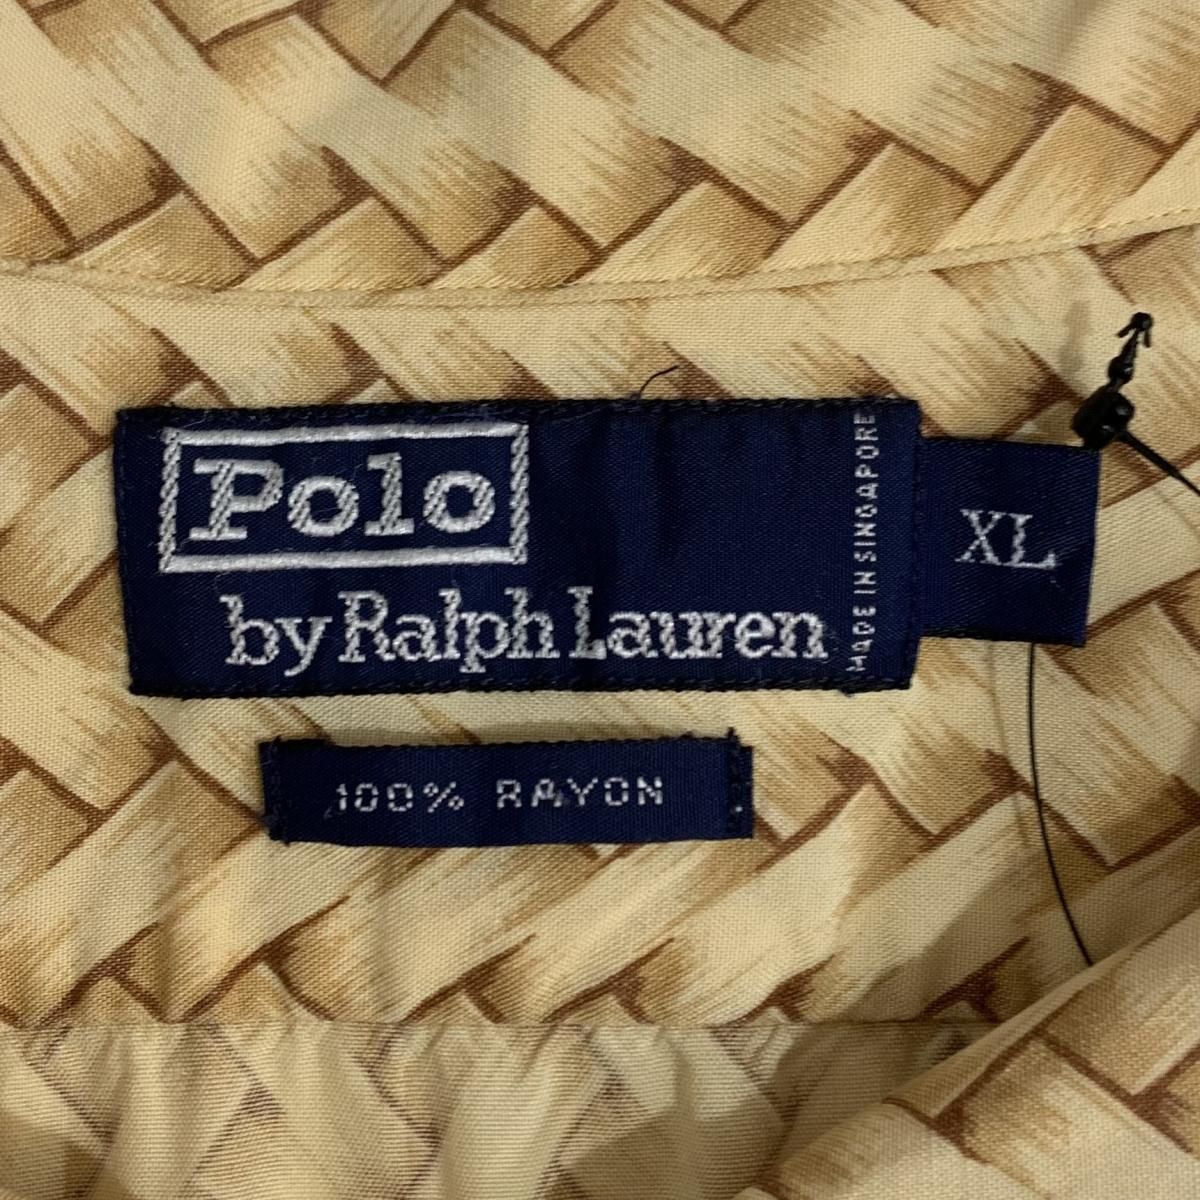 Polo
by Ralph Lauren
MADE IN SINGAPORE
XL
100% RAYON